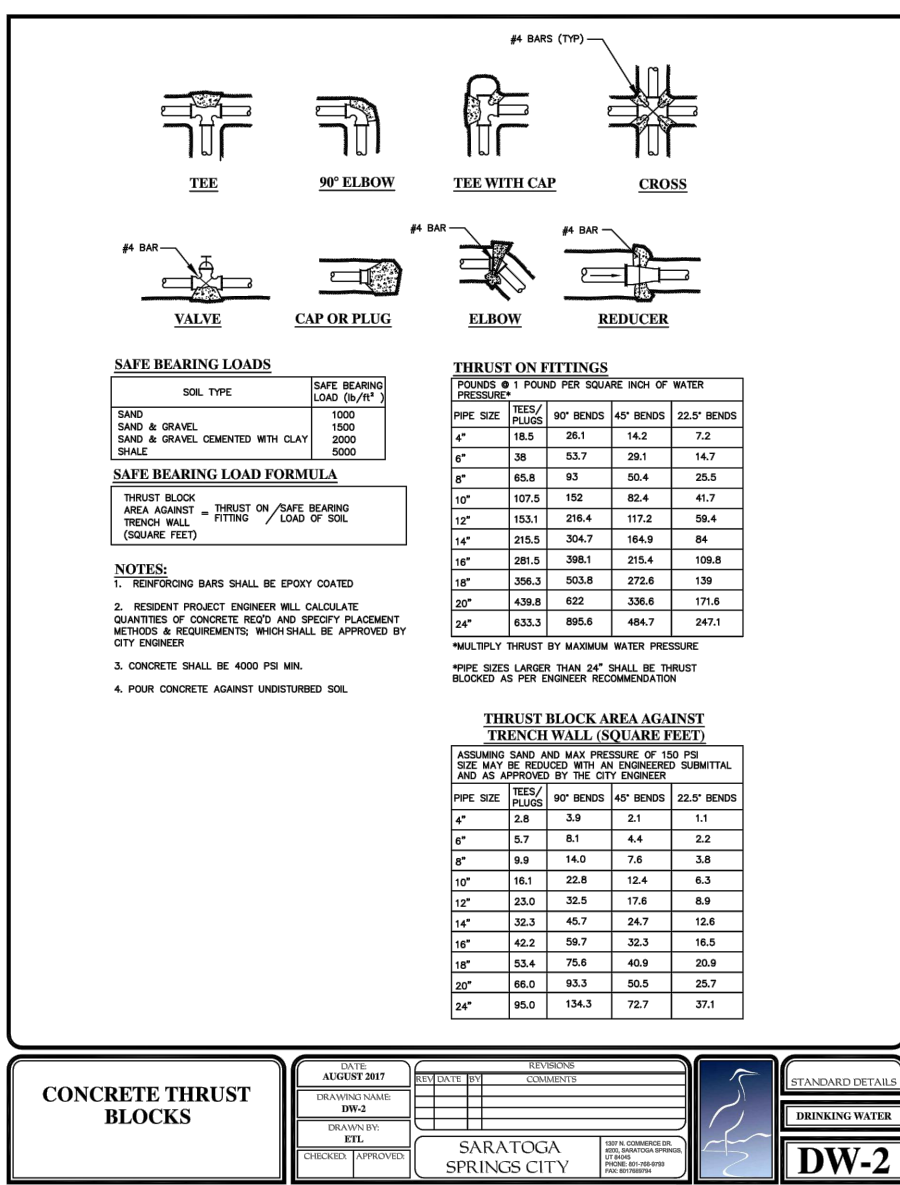 #4 BARS (TYP)
TEE
90° ELBOW
TEE WITH CAP
CROSS
#4 BAR
#4 BAR
#4 BAR
VALVE
CAP OR PLUG
ELBOW
REDUCER
SAFE BEARING LOADS
SOIL TYPE
SAFE BEARING
LOAD (lb/ft²)
SAND 1000
SAND & GRAVEL 1500
SAND & GRAVEL CEMENTED WITH CLAY 2000
SHALE 5000
SAFE BEARING LOAD FORMULA
THRUST BLOCK
AREA AGAINST = THRUST ON / SAFE BEARING
TRENCH WALL FITTING LOAD OF SOIL
(SQUARE FEET)
NOTES:
1. REINFORCING BARS SHALL BE EPOXY COATED
2. RESIDENT PROJECT ENGINEER WILL CALCULATE
QUANTITIES OF CONCRETE REQ'D AND SPECIFY PLACEMENT
METHODS & REQUIREMENTS; WHICH SHALL BE APPROVED BY
CITY ENGINEER
3. CONCRETE SHALL BE 4000 PSI MIN.
4. POUR CONCRETE AGAINST UNDISTURBED SOIL
THRUST ON FITTINGS
POUNDS @ 1 POUND PER SQUARE INCH OF WATER
PRESSURE*
PIPE SIZE TEES/ PLUGS 90° BENDS 45° BENDS 22.5° BENDS
4" 18.5 26.1 14.2 7.2
6" 38 53.7 29.1 14.7
8" 65.8 93 50.4 25.5
10" 107.5 152 82.4 41.7
12" 153.1 216.4 117.2 59.4
14" 215.5 304.7 164.9 84
16" 281.5 398.1 215.4 109.8
18" 356.3 503.8 272.6 139
20" 439.8 622 336.6 171.6
24" 633.3 895.6 484.7 247.1
*MULTIPLY THRUST BY MAXIMUM WATER PRESSURE
*PIPE SIZES LARGER THAN 24" SHALL BE THRUST
BLOCKED AS PER ENGINEER RECOMMENDATION
THRUST BLOCK AREA AGAINST
TRENCH WALL (SQUARE FEET)
ASSUMING SAND AND MAX PRESSURE OF 150 PSI
SIZE MAY BE REDUCED WITH AN ENGINEERED SUBMITTAL
AND AS APPROVED BY THE CITY ENGINEER
PIPE SIZE TEES/ PLUGS 90° BENDS 45° BENDS 22.5° BENDS
4" 2.8 3.9 2.1 1.1
6" 5.7 8.1 4.4 2.2
8" 9.9 14.0 7.6 3.8
10" 16.1 22.8 12.4 6.3
12" 23.0 32.5 17.6 8.9
14" 32.3 45.7 24.7 12.6
16" 42.2 59.7 32.3 16.5
18" 53.4 75.6 40.9 20.9
20" 66.0 93.3 50.5 25.7
24" 95.0 134.3 72.7 37.1
CONCRETE THRUST
BLOCKS
DATE:
AUGUST 2017
DRAWING NAME:
DW-2
DRAWN BY:
ETL
CHECKED: APPROVED:
REVISIONS
REV DATE BY COMMENTS
SARATOGA
SPRINGS CITY
1307 N. COMMERCE DR.
#200, SARATOGA SPRINGS,
UT 84045
PHONE: 801-766-9793
FAX: 8017669794
STANDARD DETAILS
DRINKING WATER
DW-2